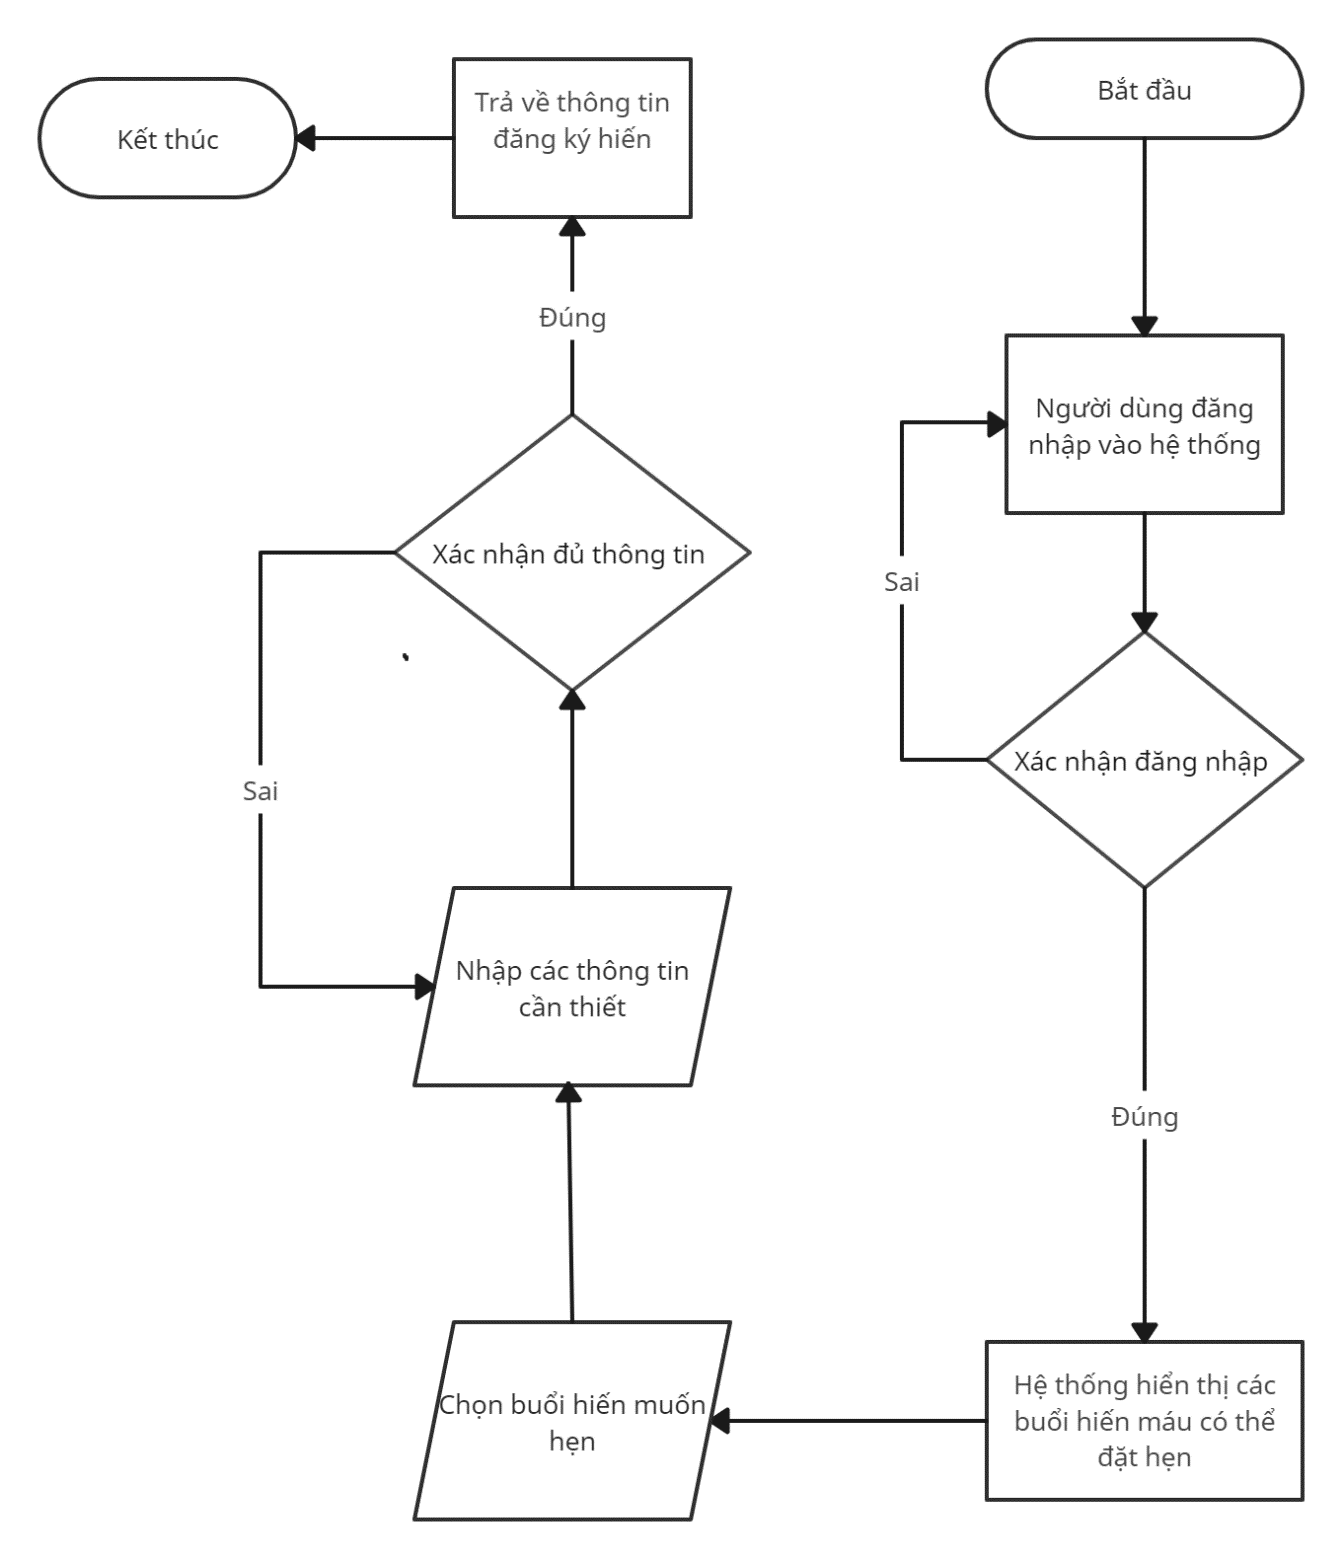 Bắt đầu
Người dùng đăng
nhập vào hệ thống
Sai
Xác nhận đăng nhập
Đúng
Hệ thống hiển thị các
buổi hiến máu có thể
đặt hẹn
Chọn buổi hiến muốn
hẹn
Nhập các thông tin
cần thiết
Sai
Xác nhận đủ thông tin
Đúng
Trả về thông tin
đăng ký hiến
Kết thúc